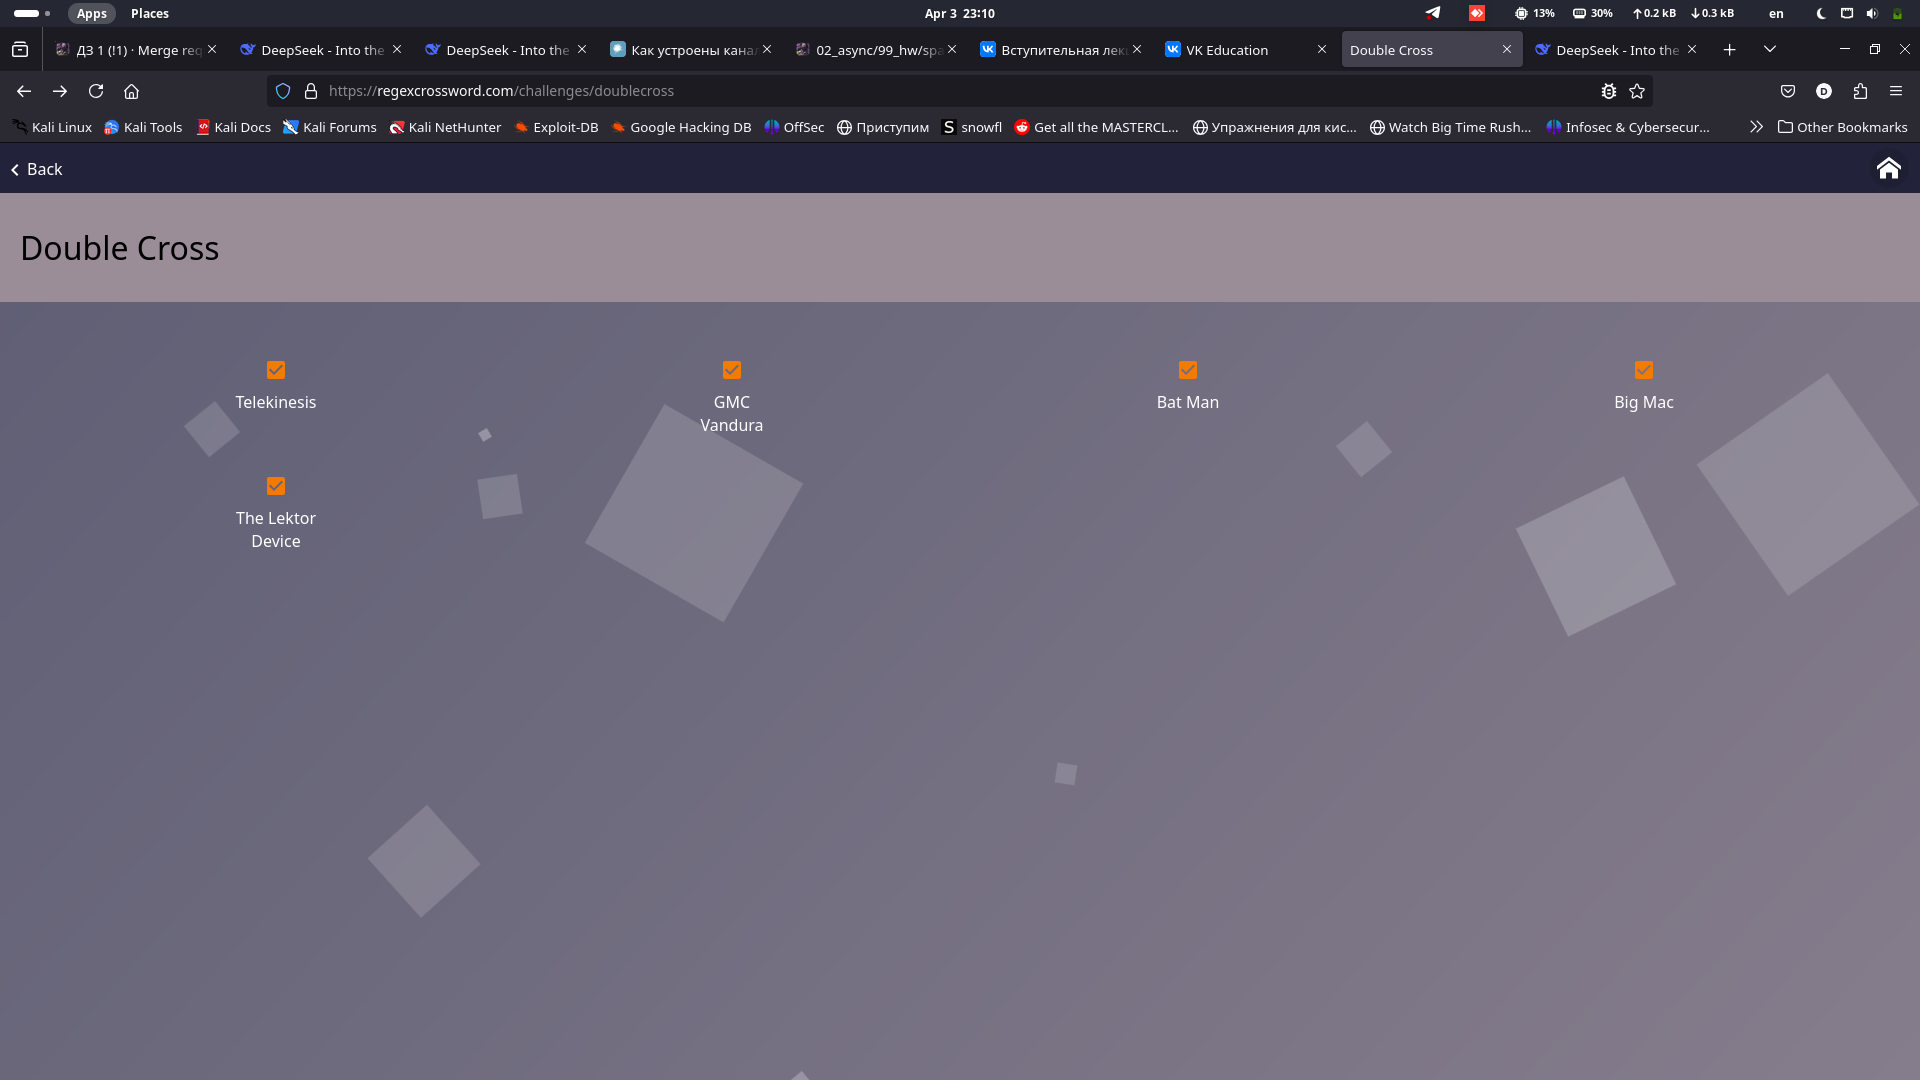 Apps Places Apr 3 23:10 13% 30% 0.2 kB 0.3 kB en
ДЗ 1 (!1) · Merge req DeepSeek - Into the DeepSeek - Into the Как устроены кана 02_async/99_hw/spa Вступительная лек VK Education Double Cross DeepSeek - Into the
https://regexcrossword.com/challenges/doublecross
Kali Linux Kali Tools Kali Docs Kali Forums Kali NetHunter Exploit-DB Google Hacking DB OffSec Приступим snowfl Get all the MASTERCL... Упражнения для кис... Watch Big Time Rush... Infosec & Cybersecur... Other Bookmarks
Back
Double Cross
Telekinesis
GMC
Vandura
Bat Man
Big Mac
The Lektor
Device